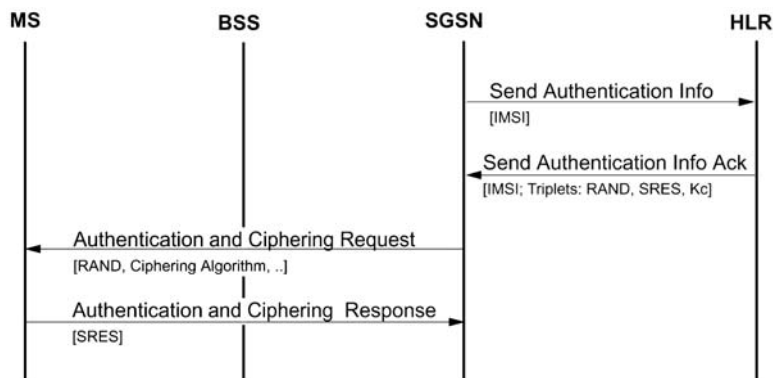 MS BSS SGSN HLR
Send Authentication Info
[IMSI]
Send Authentication Info Ack
[IMSI; Triplets: RAND, SRES, Kc]
Authentication and Ciphering Request
[RAND, Ciphering Algorithm, ..]
Authentication and Ciphering Response
[SRES]